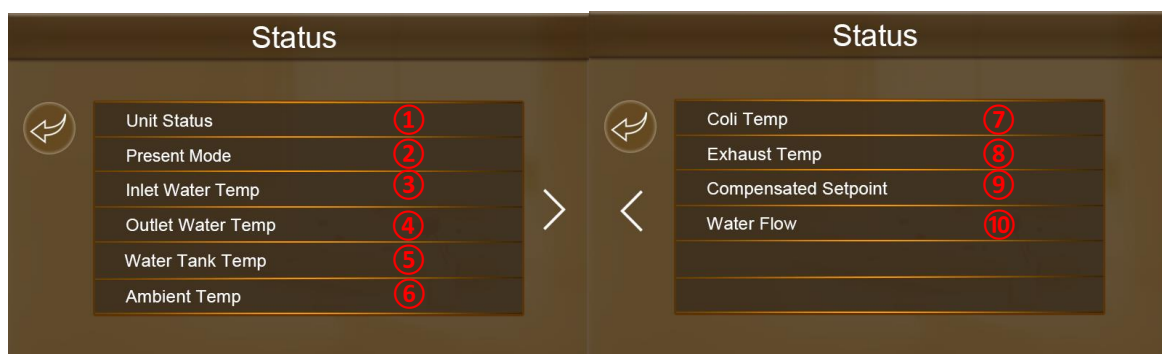 Status
Unit Status ①
Present Mode ②
Inlet Water Temp ③
Outlet Water Temp ④
Water Tank Temp ⑤
Ambient Temp ⑥
Status
Coli Temp ⑦
Exhaust Temp ⑧
Compensated Setpoint ⑨
Water Flow ⑩